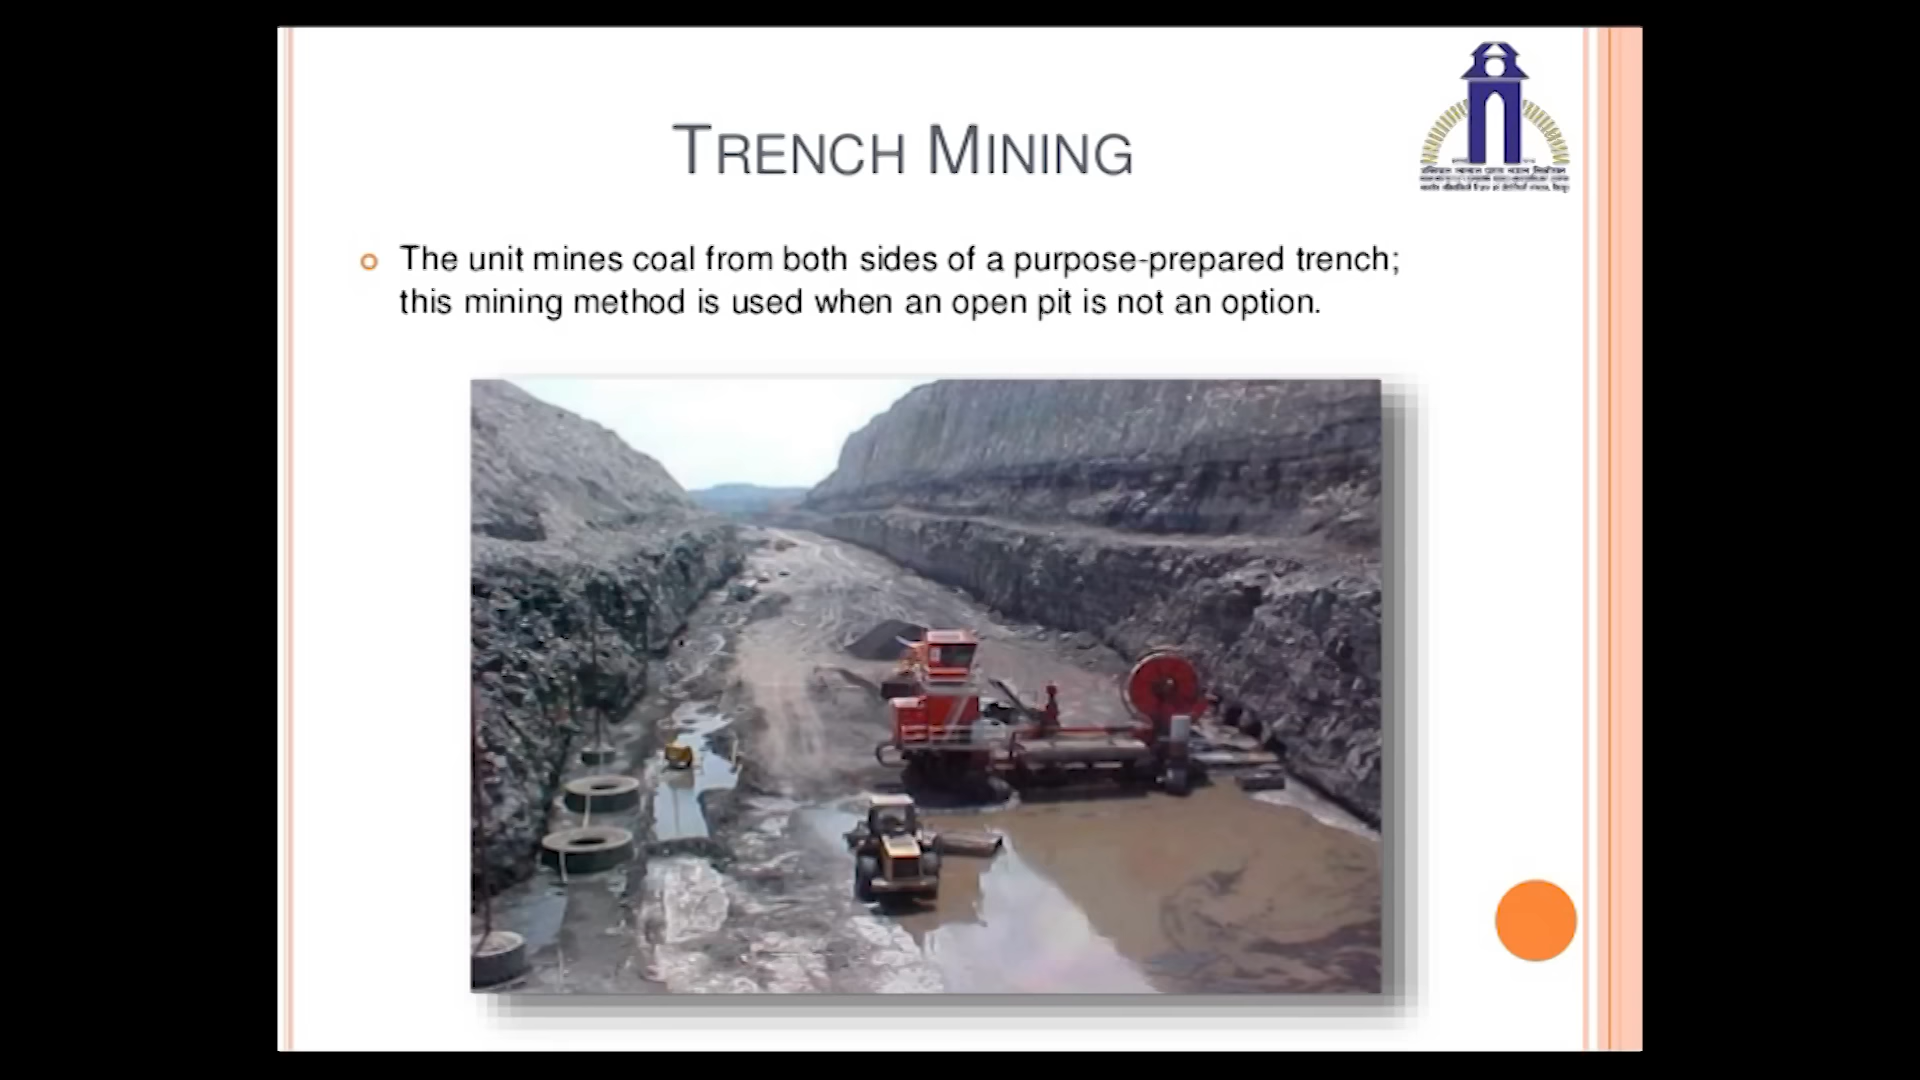 TRENCH MINING
The unit mines coal from both sides of a purpose-prepared trench;
this mining method is used when an open pit is not an option.